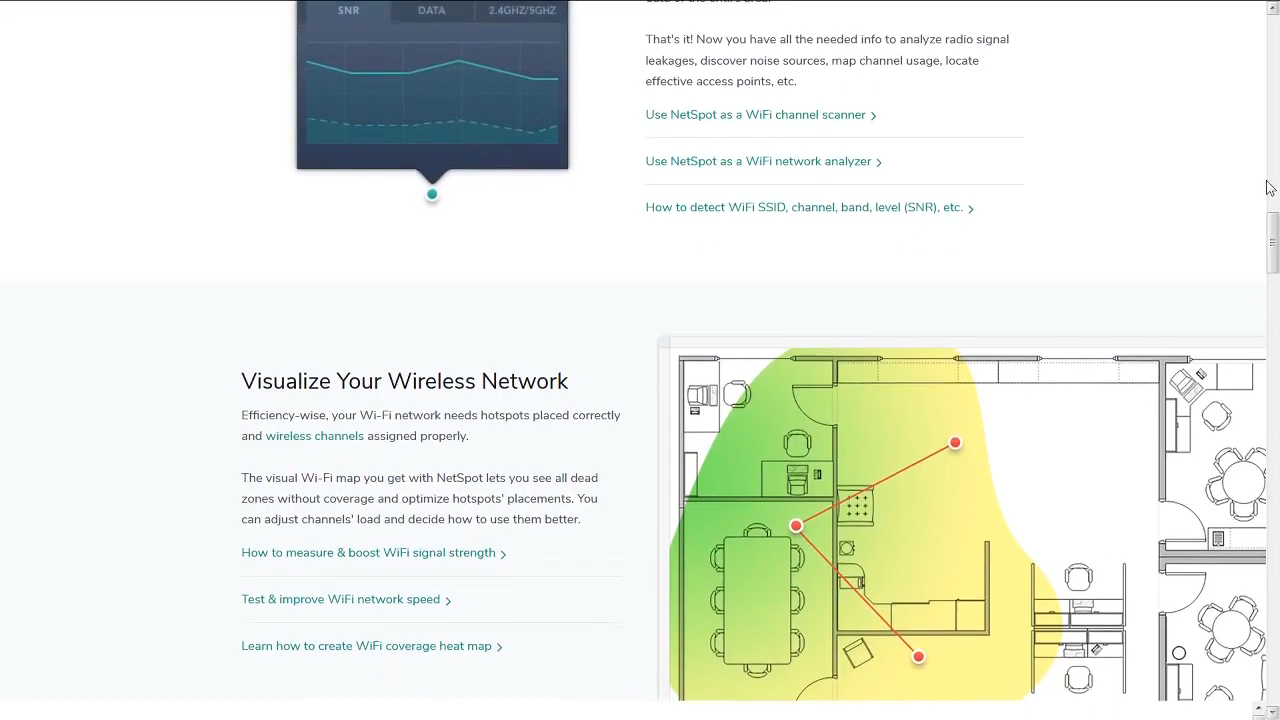 SNR DATA 2.4GHZ/5GHZ
That's it! Now you have all the needed info to analyze radio signal
leakages, discover noise sources, map channel usage, locate
effective access points, etc.
Use NetSpot as a WiFi channel scanner
Use NetSpot as a WiFi network analyzer
How to detect WiFi SSID, channel, band, level (SNR), etc.
Visualize Your Wireless Network
Efficiency-wise, your Wi-Fi network needs hotspots placed correctly
and wireless channels assigned properly.
The visual Wi-Fi map you get with NetSpot lets you see all dead
zones without coverage and optimize hotspots' placements. You
can adjust channels' load and decide how to use them better.
How to measure & boost WiFi signal strength
Test & improve WiFi network speed
Learn how to create WiFi coverage heat map